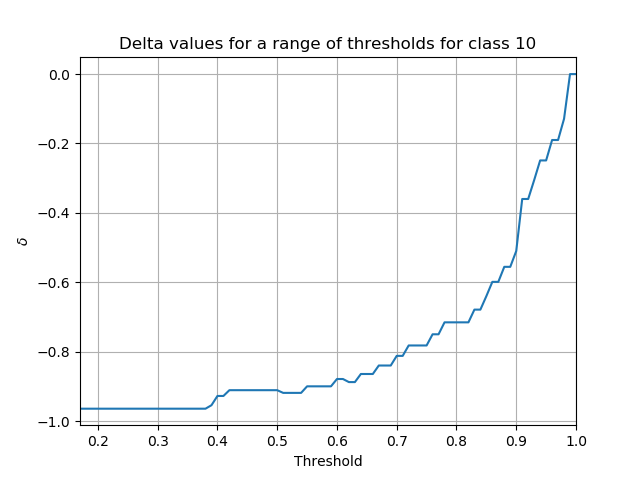 Delta values for a range of thresholds for class 10
0.0
−0.2
−0.4
−0.6
−0.8
−1.0
δ
0.2 0.3 0.4 0.5 0.6 0.7 0.8 0.9 1.0
Threshold